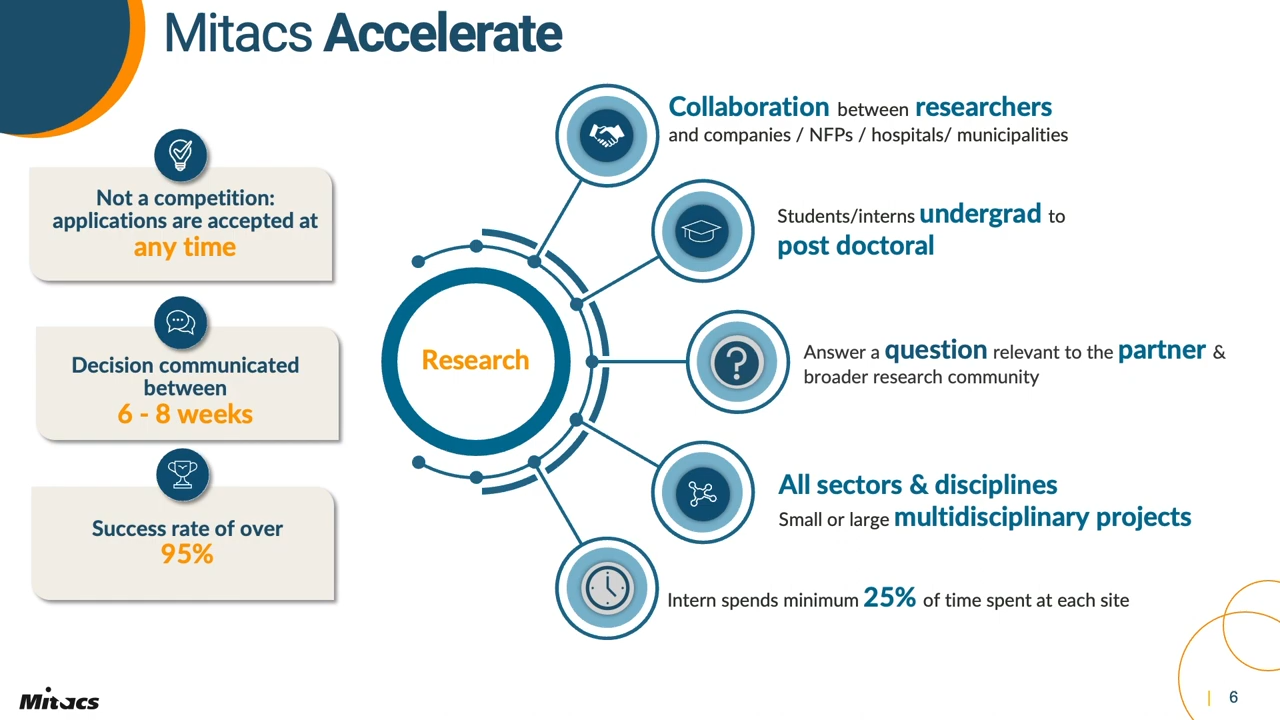 Mitacs Accelerate
Not a competition:
applications are accepted at
any time
Decision communicated
between
6 - 8 weeks
Success rate of over
95%
Research
Collaboration between researchers
and companies / NFPs / hospitals/ municipalities
Students/interns undergrad to
post doctoral
Answer a question relevant to the partner &
broader research community
All sectors & disciplines
Small or large multidisciplinary projects
Intern spends minimum 25% of time spent at each site
Mitacs
| 6